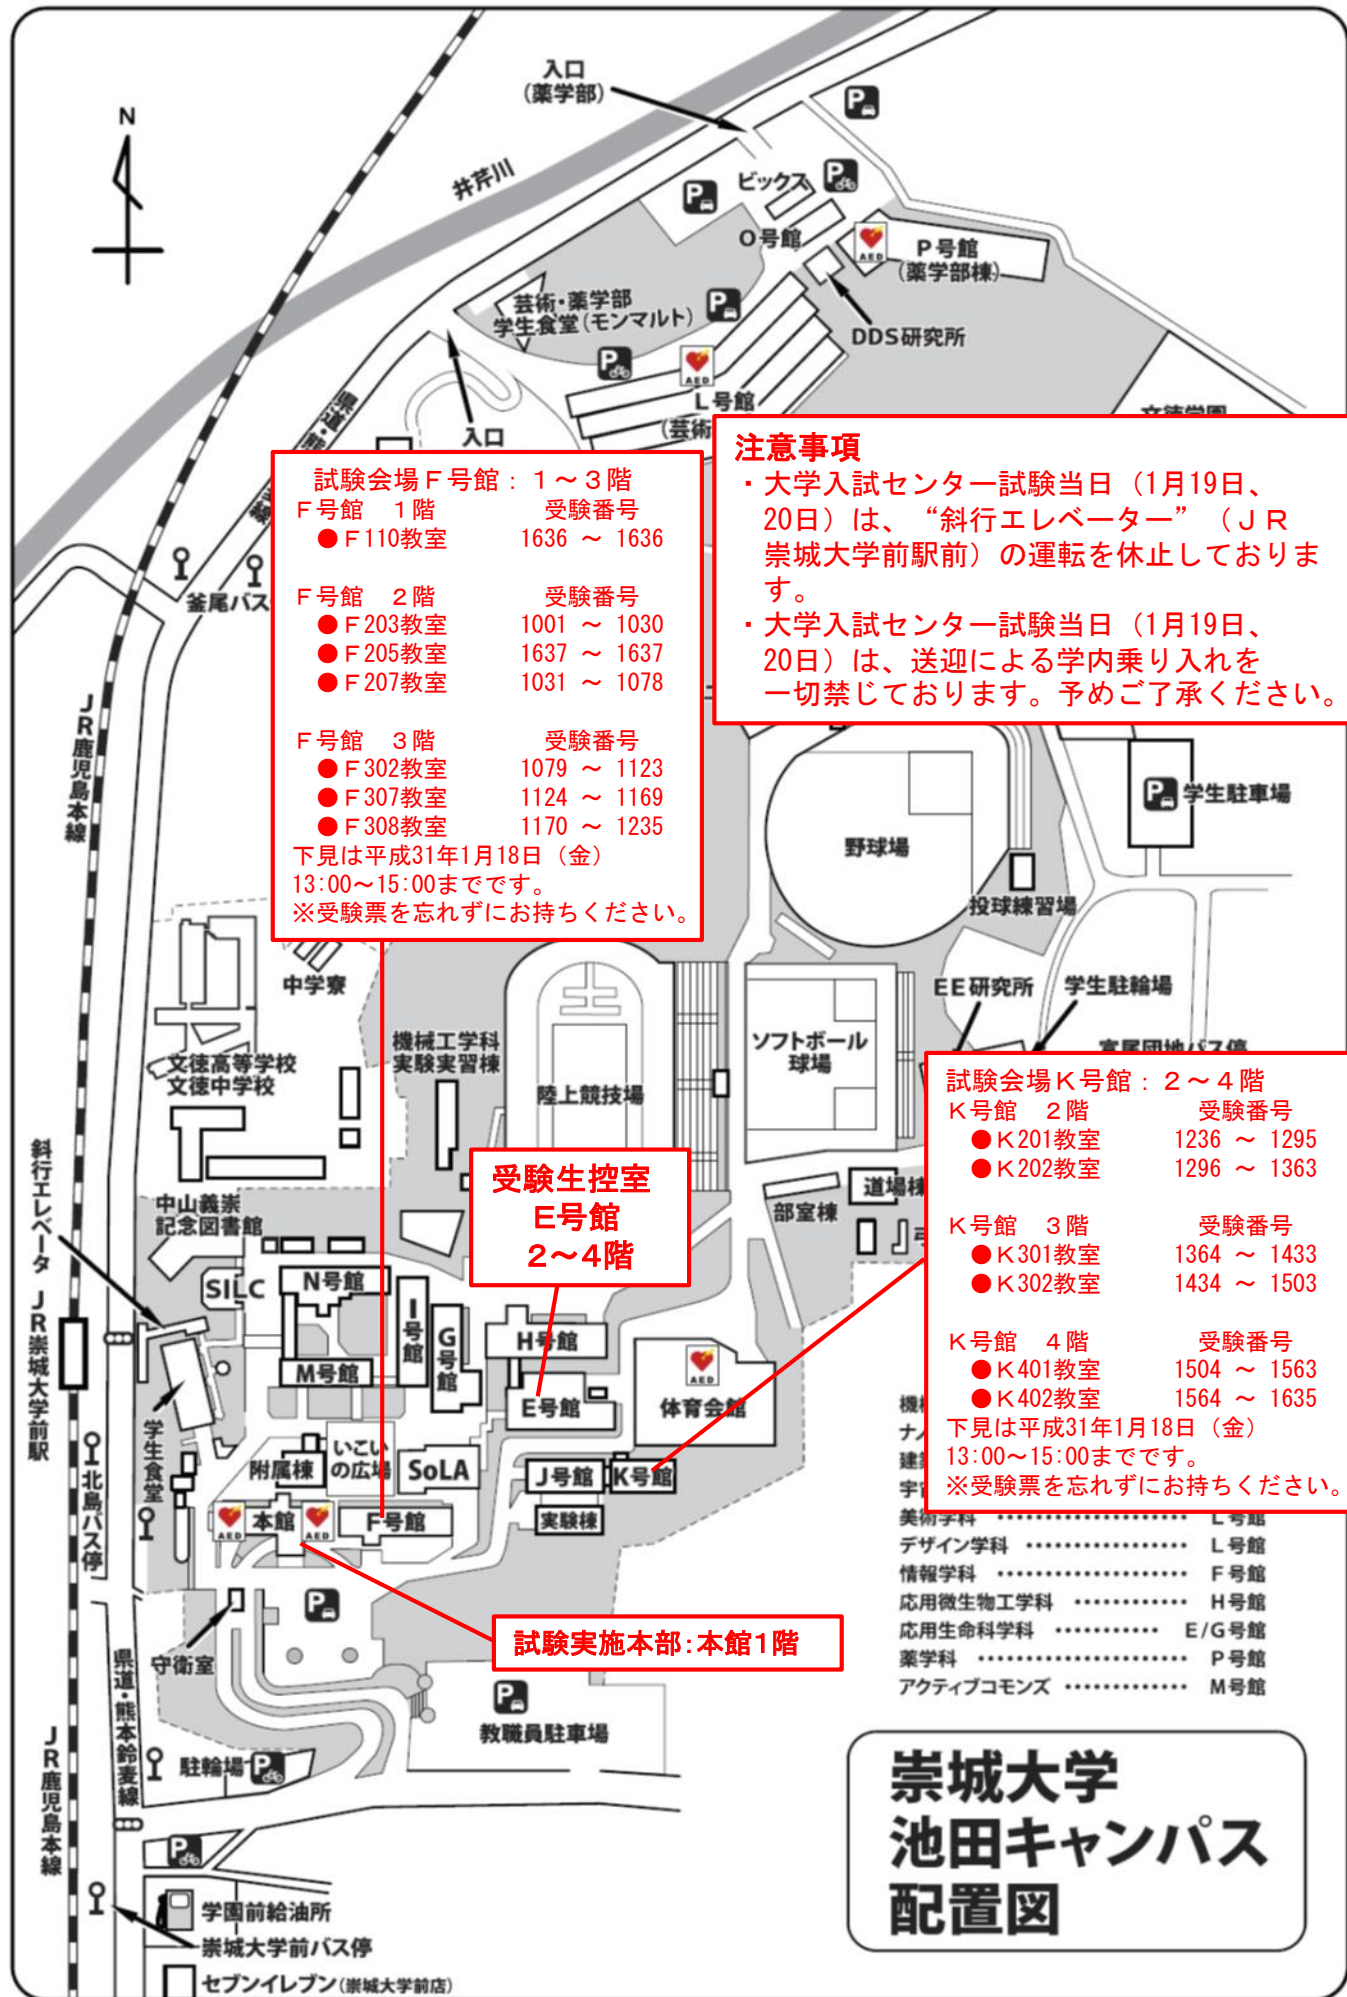 入口
(薬学部)
N
井芹川
ビックス
O号館
P号館
(薬学部棟)
AED
DDS研究所
芸術・薬学部
学生食堂(モンマルト)
AED
L号館
(芸術
入口
文徳学園
県道・熊
線
釜尾バス
注意事項
・大学入試センター試験当日（1月19日、
20日）は、“斜行エレベーター”（ＪＲ
崇城大学前駅前）の運転を休止しておりま
す。
・大学入試センター試験当日（1月19日、
20日）は、送迎による学内乗り入れを
一切禁じております。予めご了承ください。
試験会場Ｆ号館：１～３階
Ｆ号館　１階　受験番号
●Ｆ110教室　1636 ～ 1636
Ｆ号館　２階　受験番号
●Ｆ203教室　1001 ～ 1030
●Ｆ205教室　1637 ～ 1637
●Ｆ207教室　1031 ～ 1078
Ｆ号館　３階　受験番号
●Ｆ302教室　1079 ～ 1123
●Ｆ307教室　1124 ～ 1169
●Ｆ308教室　1170 ～ 1235
下見は平成31年1月18日（金）
13:00～15:00までです。
※受験票を忘れずにお持ちください。
JR鹿児島本線
P 学生駐車場
野球場
投球練習場
中学寮
EE研究所
学生駐輪場
機械工学科
実験実習棟
ソフトボール
球場
陸上競技場
文徳高等学校
文徳中学校
室尾団地バス停
試験会場Ｋ号館：２～４階
Ｋ号館　２階　受験番号
●Ｋ201教室　1236 ～ 1295
●Ｋ202教室　1296 ～ 1363
Ｋ号館　３階　受験番号
●Ｋ301教室　1364 ～ 1433
●Ｋ302教室　1434 ～ 1503
Ｋ号館　４階　受験番号
●Ｋ401教室　1504 ～ 1563
●Ｋ402教室　1564 ～ 1635
下見は平成31年1月18日（金）
13:00～15:00までです。
※受験票を忘れずにお持ちください。
受験生控室
Ｅ号館
２～４階
道場棟
部室棟
弓
斜行エレベータ
中山義崇
記念図書館
SILC
N号館
I号館
G号館
H号館
M号館
E号館
AED
体育会館
JR崇城大学前駅
学生食堂
北島バス停
附属棟
いこい
の広場
SoLA
J号館
K号館
実験棟
AED
本館
AED
F号館
P
試験実施本部：本館1階
守衛室
県道・熊本鈴麦線
P
教職員駐車場
駐輪場 P
JR鹿児島本線
P
学園前給油所
崇城大学前バス停
セブンイレブン(崇城大学前店)
機
ナノ
建築
宇宙
美術学科 ・・・・・・ L号館
デザイン学科 ・・・・・・ L号館
情報学科 ・・・・・・ F号館
応用微生物工学科 ・・・・・・ H号館
応用生命科学科 ・・・・・・ E/G号館
薬学科 ・・・・・・ P号館
アクティブコモンズ ・・・・・・ M号館
崇城大学
池田キャンパス
配置図